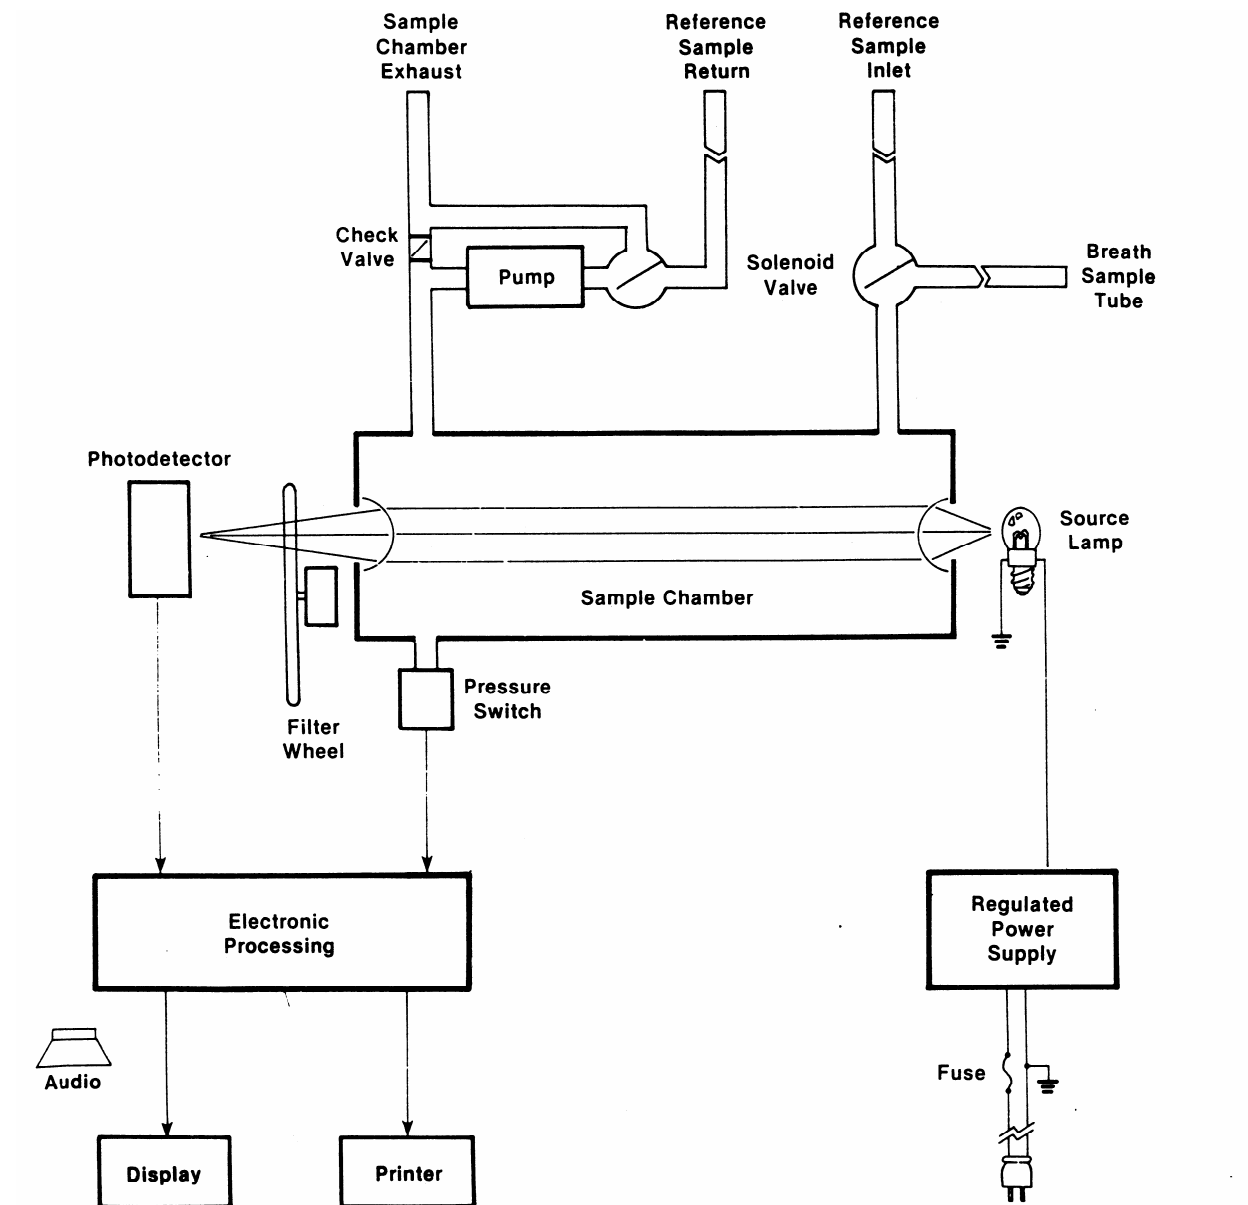 Sample
Chamber
Exhaust
Reference
Sample
Return
Reference
Sample
Inlet
Check
Valve
Pump
Solenoid
Valve
Breath
Sample
Tube
Photodetector
Source
Lamp
Sample Chamber
Pressure
Switch
Filter
Wheel
Electronic
Processing
Regulated
Power
Supply
Fuse
Audio
Display
Printer